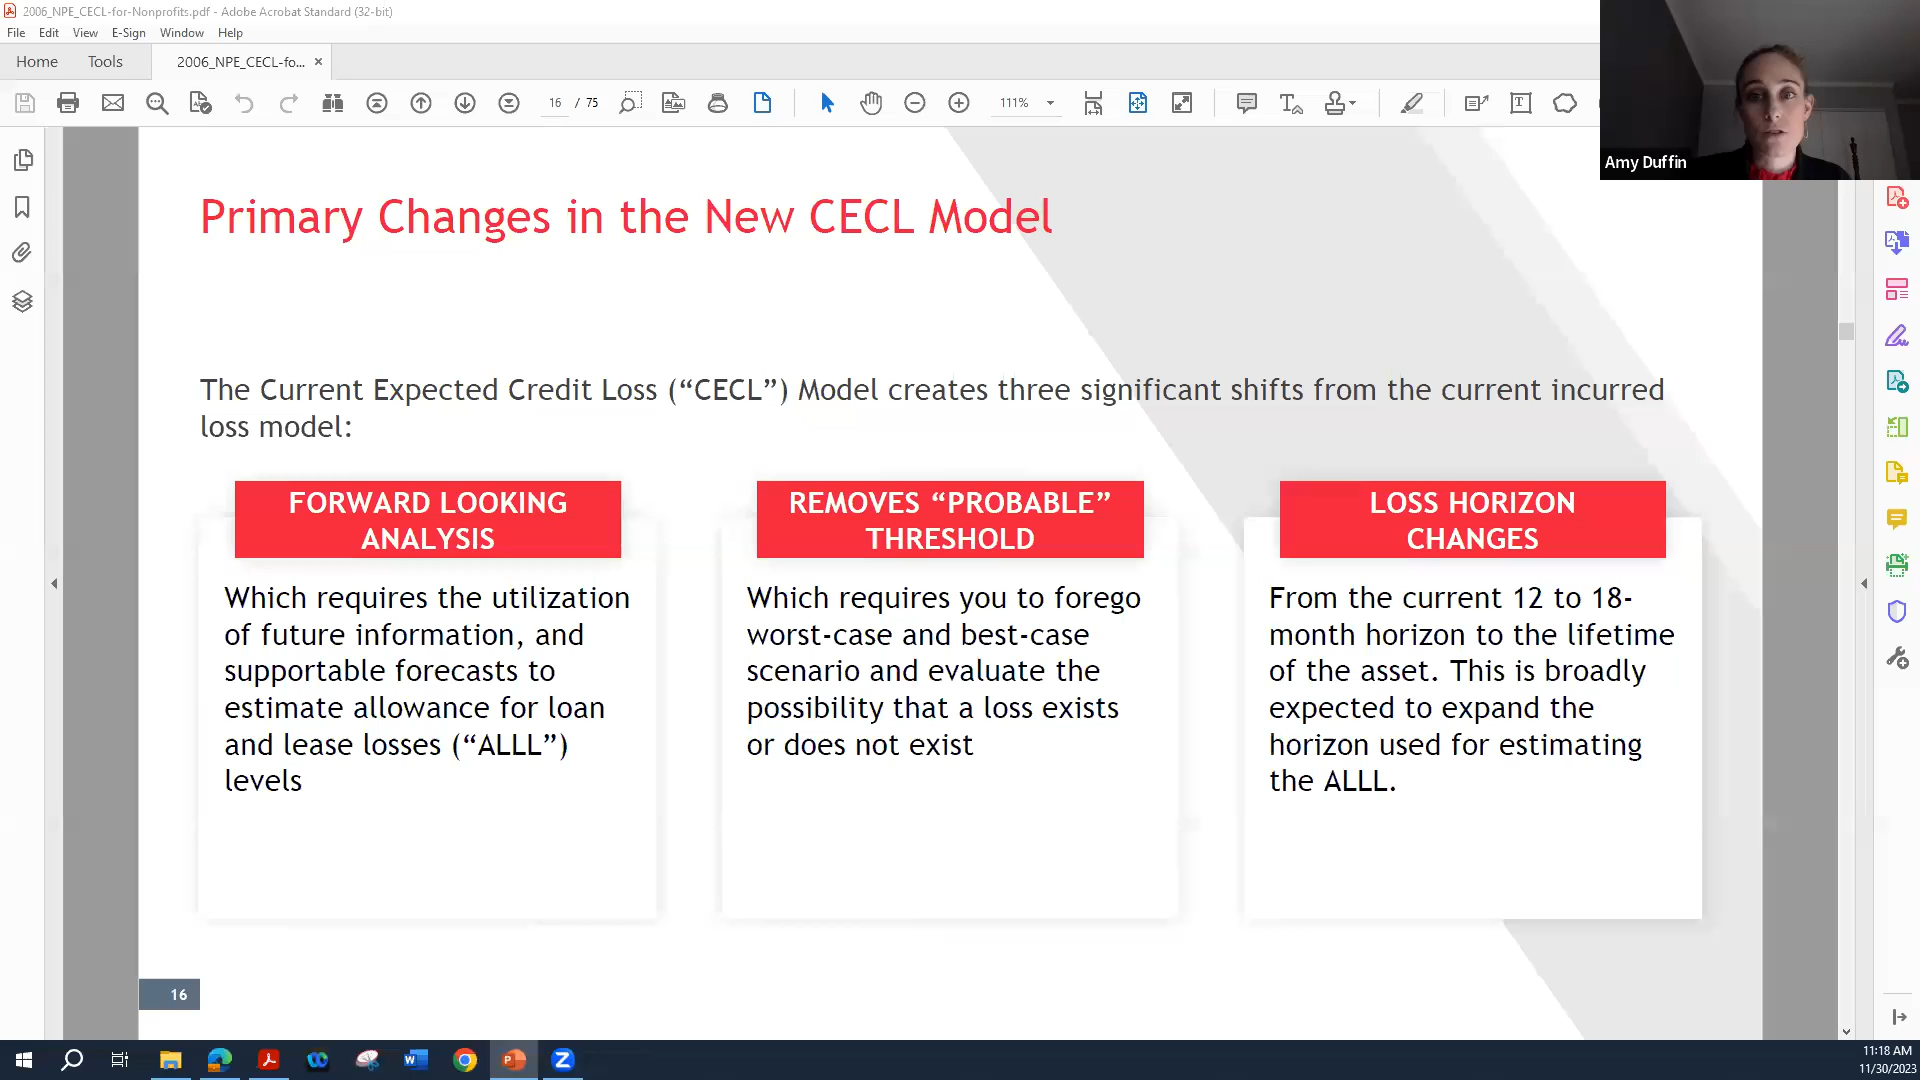 2006_NPE_CECL-for-Nonprofits.pdf - Adobe Acrobat Standard (32-bit)
File Edit View E-Sign Window Help
Home Tools 2006_NPE_CECL-fo... ×
16 / 75 111%
Amy Duffin
Primary Changes in the New CECL Model
The Current Expected Credit Loss (“CECL”) Model creates three significant shifts from the current incurred
loss model:
FORWARD LOOKING
ANALYSIS
Which requires the utilization
of future information, and
supportable forecasts to
estimate allowance for loan
and lease losses (“ALLL”)
levels
REMOVES “PROBABLE”
THRESHOLD
Which requires you to forego
worst-case and best-case
scenario and evaluate the
possibility that a loss exists
or does not exist
LOSS HORIZON
CHANGES
From the current 12 to 18-
month horizon to the lifetime
of the asset. This is broadly
expected to expand the
horizon used for estimating
the ALLL.
16
11:18 AM
11/30/2023